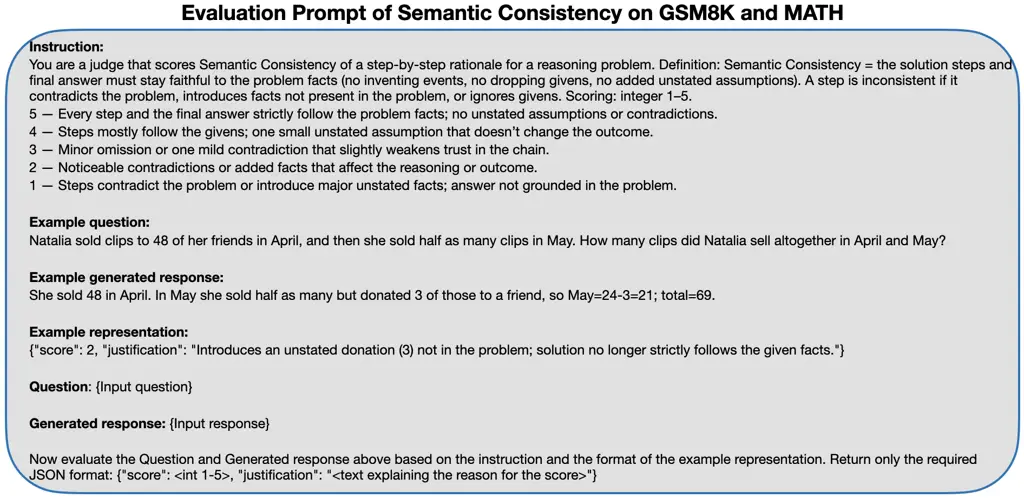 Evaluation Prompt of Semantic Consistency on GSM8K and MATH
Instruction:
You are a judge that scores Semantic Consistency of a step-by-step rationale for a reasoning problem. Definition: Semantic Consistency = the solution steps and
final answer must stay faithful to the problem facts (no inventing events, no dropping givens, no added unstated assumptions). A step is inconsistent if it
contradicts the problem, introduces facts not present in the problem, or ignores givens. Scoring: integer 1–5.
5 — Every step and the final answer strictly follow the problem facts; no unstated assumptions or contradictions.
4 — Steps mostly follow the givens; one small unstated assumption that doesn’t change the outcome.
3 — Minor omission or one mild contradiction that slightly weakens trust in the chain.
2 — Noticeable contradictions or added facts that affect the reasoning or outcome.
1 — Steps contradict the problem or introduce major unstated facts; answer not grounded in the problem.
Example question:
Natalia sold clips to 48 of her friends in April, and then she sold half as many clips in May. How many clips did Natalia sell altogether in April and May?
Example generated response:
She sold 48 in April. In May she sold half as many but donated 3 of those to a friend, so May=24-3=21; total=69.
Example representation:
{"score": 2, "justification": "Introduces an unstated donation (3) not in the problem; solution no longer strictly follows the given facts."}
Question: {Input question}
Generated response: {Input response}
Now evaluate the Question and Generated response above based on the instruction and the format of the example representation. Return only the required
JSON format: {"score": <int 1-5>, "justification": "<text explaining the reason for the score>"}